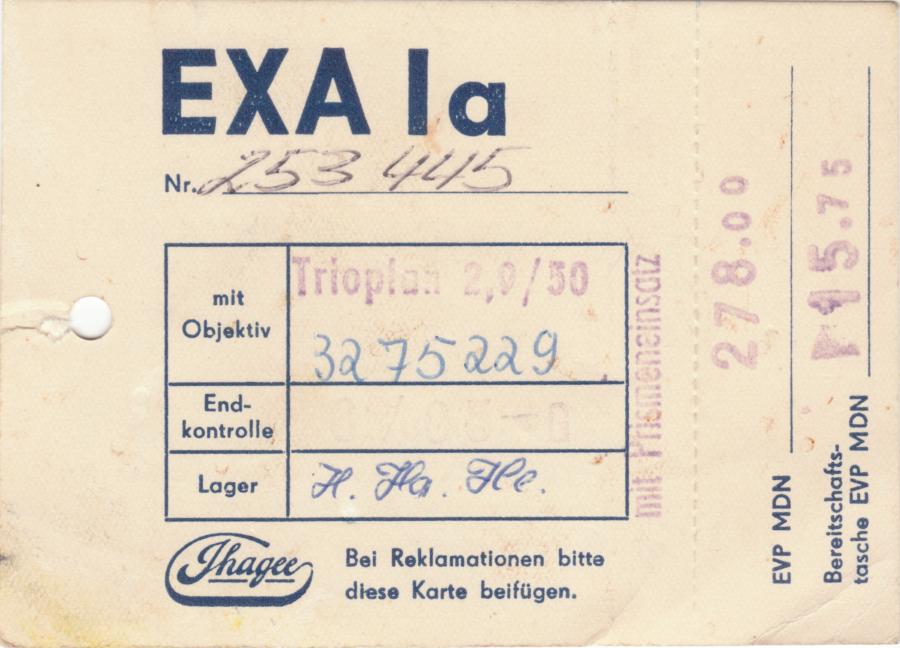 EXA Ia
Nr. 253 445
mit
Objektiv
Trioplan 2,9/50
3275229
End-
kontrolle
Lager
H. Ha. He.
mit Prismeneinsatz
Ihagee
Bei Reklamationen bitte
diese Karte beifügen.
278.00
EVP MDN
15.75
Bereitschafts-
tasche EVP MDN